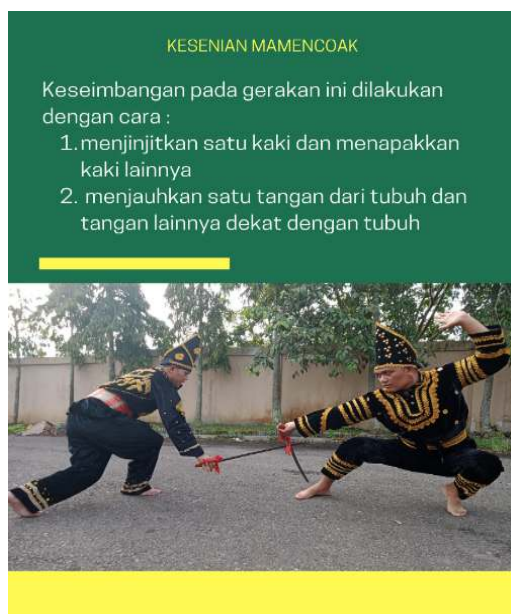 KESENIAN MAMENCOAK
Keseimbangan pada gerakan ini dilakukan
dengan cara :
1. menjinjitkan satu kaki dan menapakkan
kaki lainnya
2. menjauhkan satu tangan dari tubuh dan
tangan lainnya dekat dengan tubuh